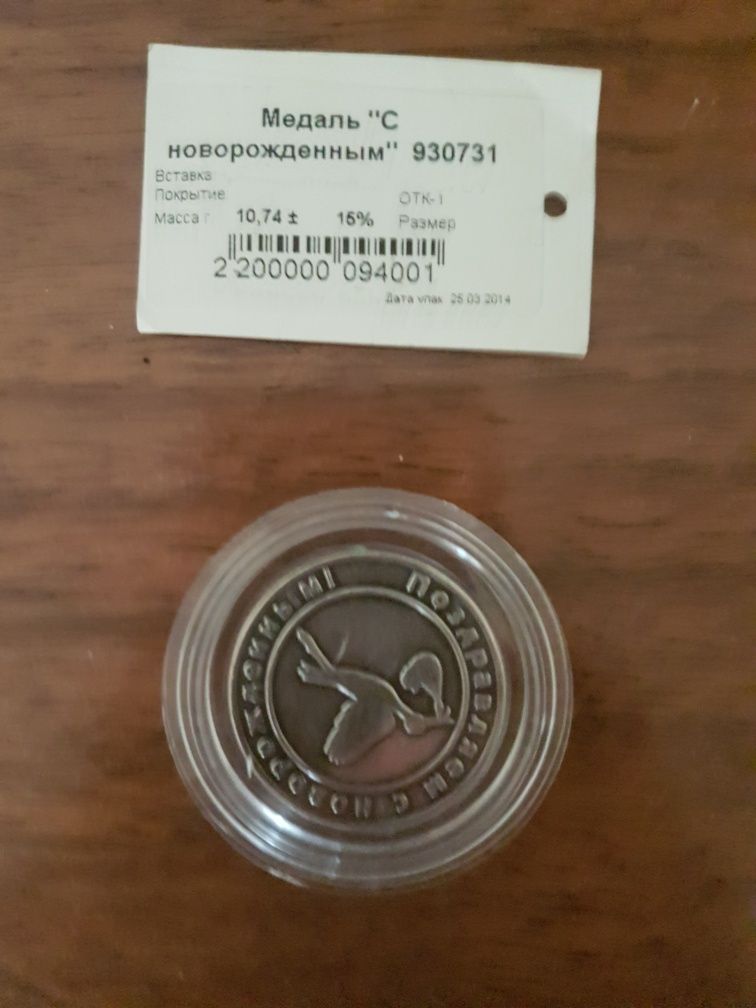 Медаль "С
новорожденным" 930731
Вставка
Покрытие ОТК-1
Масса г 10,74 ± 15% Размер
2 200000 094001
Дата упак. 25.03.2014
Поздравляем с новорожденным!